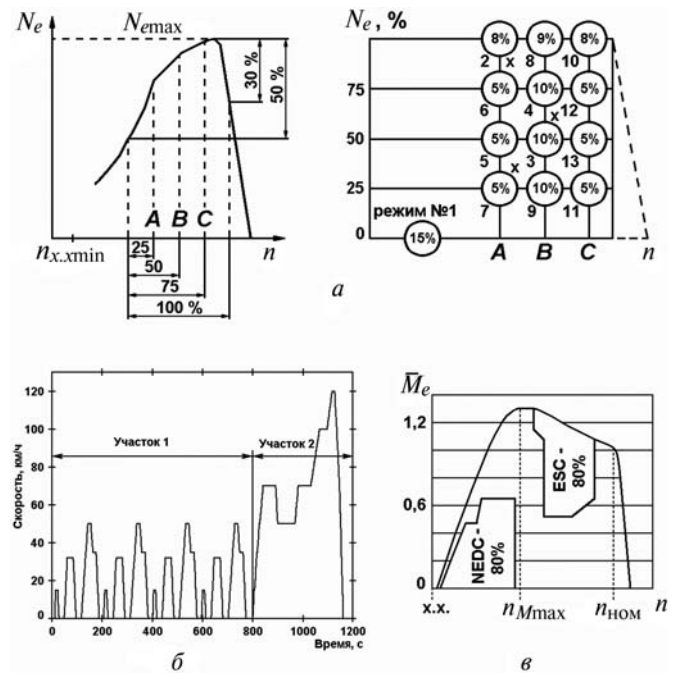 Ne
Nemax
30 %
50 %
A B C
nх.хmin
n
25
50
75
100 %
Ne, %
8% 9% 8%
2 x 8 10
75
5% 10% 5%
6 4 x 12
50
5% 10% 5%
5 x 3 13
25
5% 10% 5%
режим №1 7 9 11
0
15%
A B C n
а
Скорость, км/ч
120
100
80
60
40
20
0
Участок 1
Участок 2
0 200 400 600 800 1000 1200
Время, с
б
M̅e
1,2
0,6
0
ESC -
80%
NEDC -
80%
х.х.
nMmax
nном
n
в